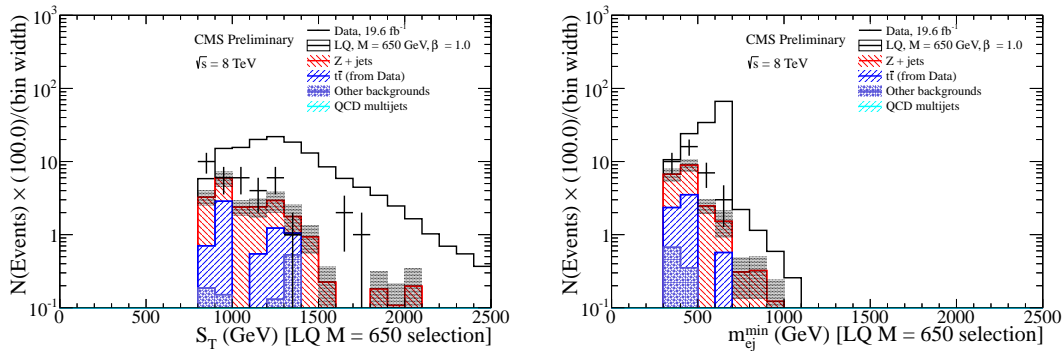 CMS Preliminary
√s = 8 TeV
Data, 19.6 fb⁻¹
LQ, M = 650 GeV, β = 1.0
Z + jets
tt̄ (from Data)
Other backgrounds
QCD multijets
N(Events) × (100.0)/(bin width)
10³
10²
10
1
10⁻¹
0 500 1000 1500 2000 2500
S_T (GeV) [LQ M = 650 selection]
CMS Preliminary
√s = 8 TeV
Data, 19.6 fb⁻¹
LQ, M = 650 GeV, β = 1.0
Z + jets
tt̄ (from Data)
Other backgrounds
QCD multijets
N(Events) × (100.0)/(bin width)
10³
10²
10
1
10⁻¹
0 500 1000 1500 2000 2500
m_ej^min (GeV) [LQ M = 650 selection]